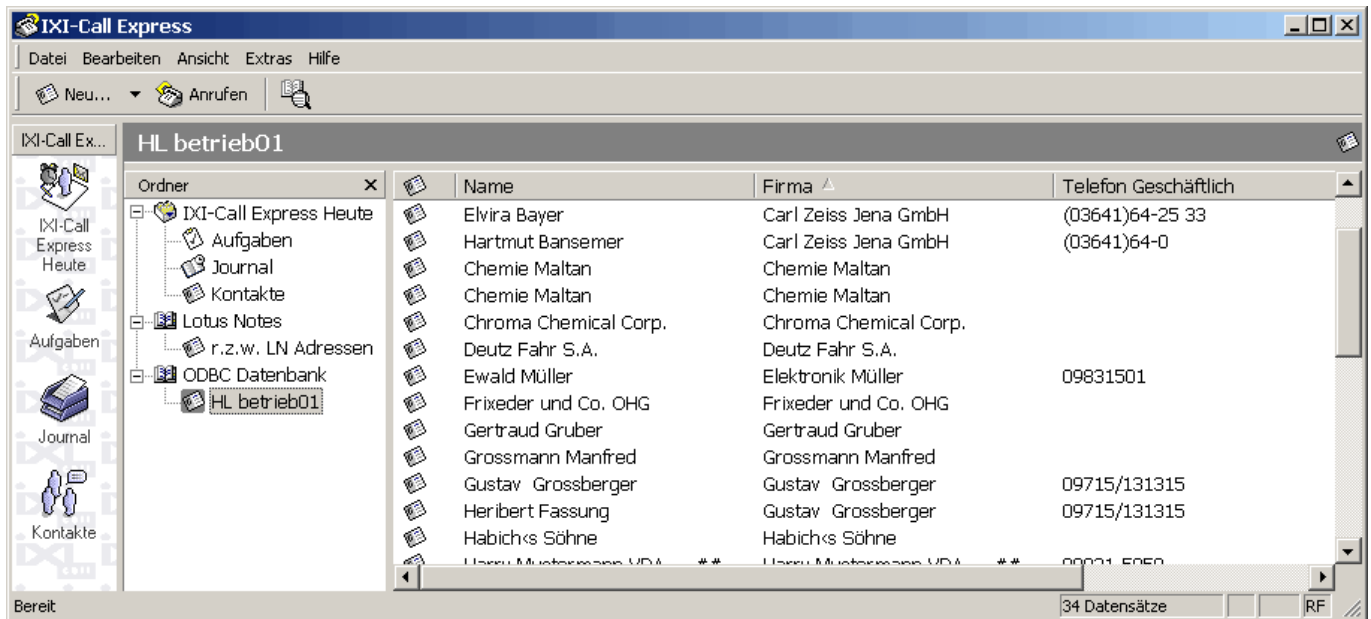 IXI-Call Express
Datei Bearbeiten Ansicht Extras Hilfe
Neu... Anrufen
IXI-Call Ex...
HL betrieb01
IXI-Call
Express
Heute
Aufgaben
Journal
Kontakte
Ordner
IXI-Call Express Heute
Aufgaben
Journal
Kontakte
Lotus Notes
r.z.w. LN Adressen
ODBC Datenbank
HL betrieb01
Name Firma Telefon Geschäftlich
Elvira Bayer Carl Zeiss Jena GmbH (03641)64-25 33
Hartmut Bansemer Carl Zeiss Jena GmbH (03641)64-0
Chemie Maltan Chemie Maltan
Chemie Maltan Chemie Maltan
Chroma Chemical Corp. Chroma Chemical Corp.
Deutz Fahr S.A. Deutz Fahr S.A.
Ewald Müller Elektronik Müller 09831501
Frixeder und Co. OHG Frixeder und Co. OHG
Gertraud Gruber Gertraud Gruber
Grossmann Manfred Grossmann Manfred
Gustav Grossberger Gustav Grossberger 09715/131315
Heribert Fassung Gustav Grossberger 09715/131315
Habich‹s Söhne Habich‹s Söhne
Harry Mustermann VDA ## Harry Mustermann VDA ##
Bereit 34 Datensätze RF